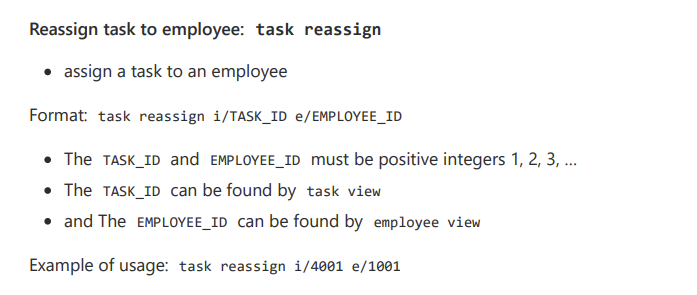 Reassign task to employee: task reassign
• assign a task to an employee
Format: task reassign i/TASK_ID e/EMPLOYEE_ID
• The TASK_ID and EMPLOYEE_ID must be positive integers 1, 2, 3, ...
• The TASK_ID can be found by task view
• and The EMPLOYEE_ID can be found by employee view
Example of usage: task reassign i/4001 e/1001